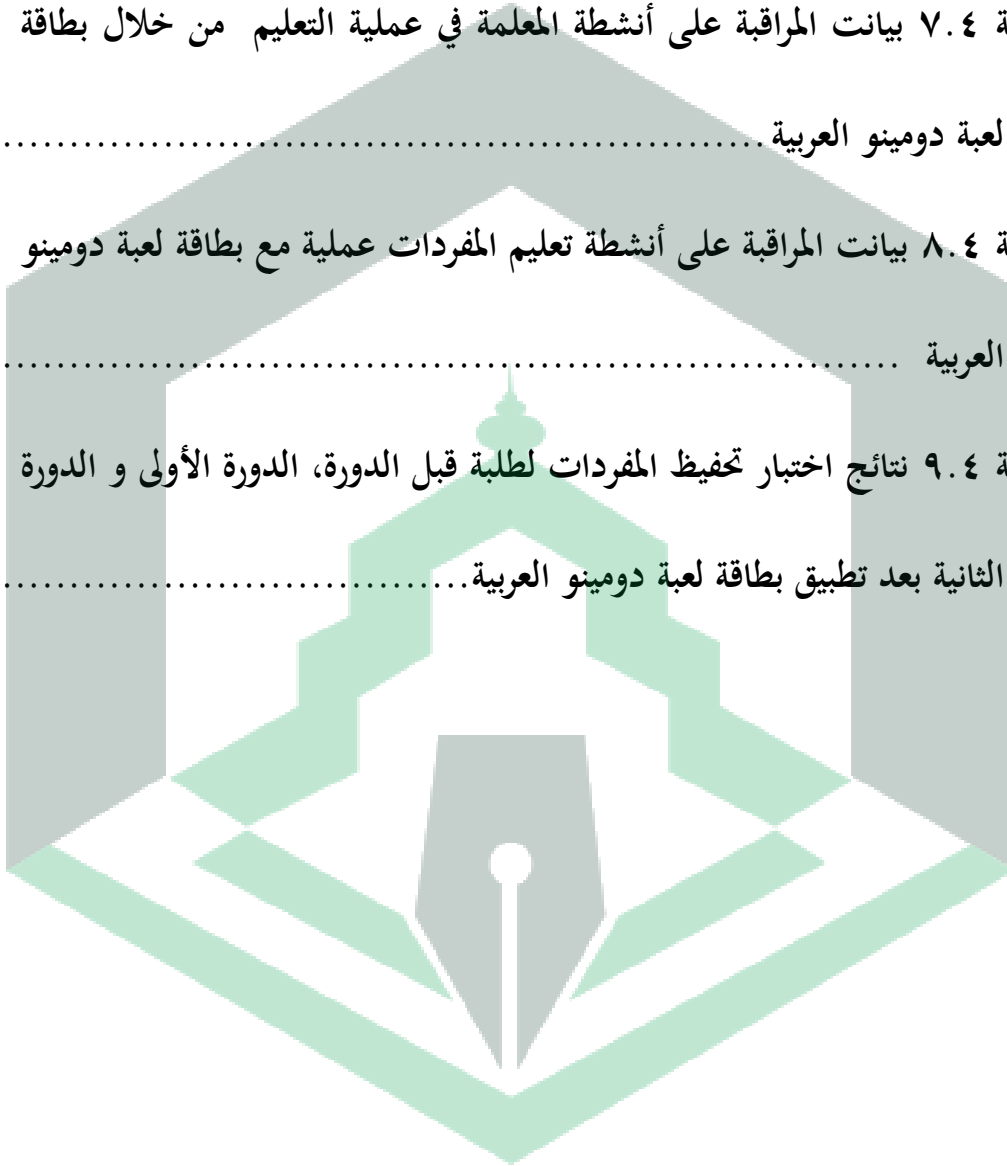 ة ٧.٤ بيانت المراقبة على أنشطة المعلمة في عملية التعليم من خلال بطاقة
لعبة دومينو العربية............................................................
ة ٨.٤ بيانت المراقبة على أنشطة تعليم المفردات عملية مع بطاقة لعبة دومينو
العربية ....................................................................
ة ٩.٤ نتائج اختبار تحفيظ المفردات لطلبة قبل الدورة، الدورة الأولى و الدورة
الثانية بعد تطبيق بطاقة لعبة دومينو العربية...................................